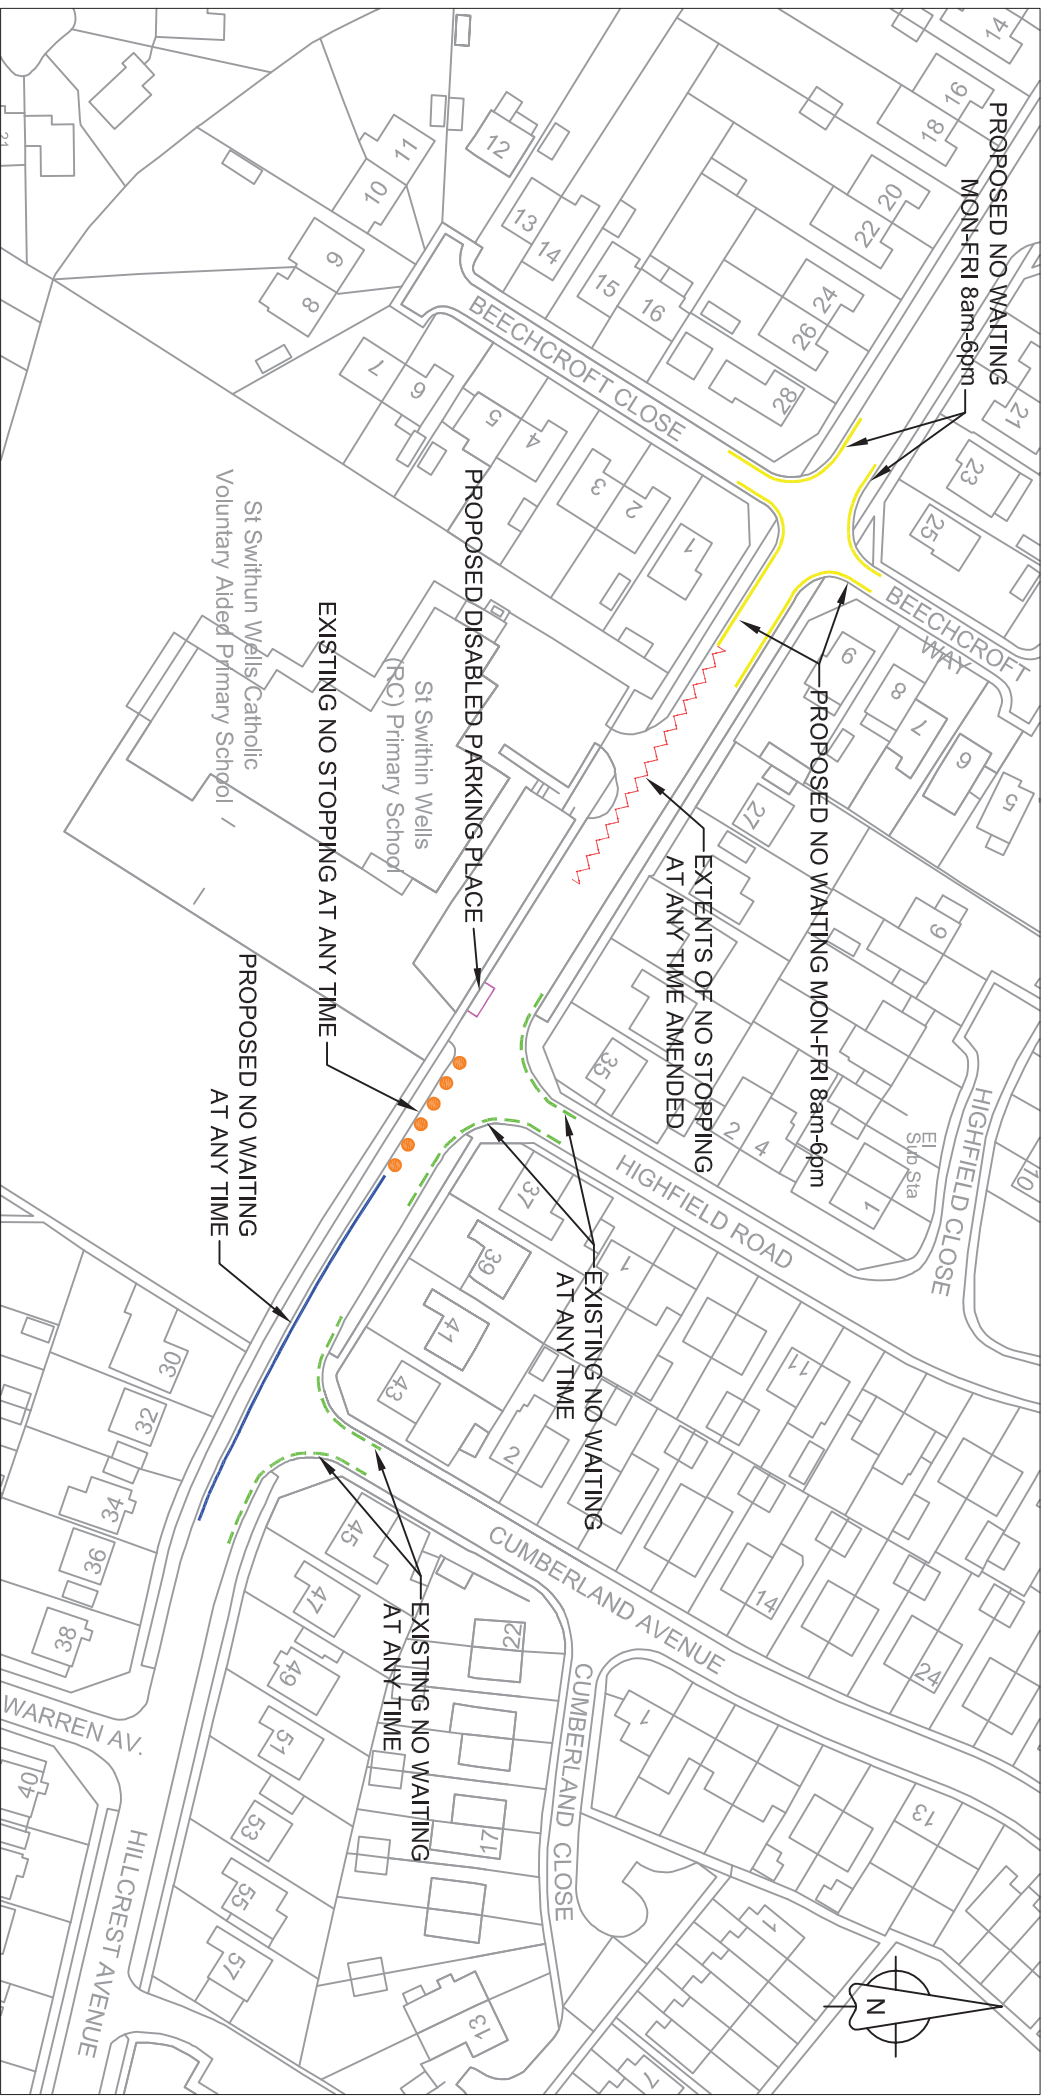 PROPOSED NO WAITING
MON-FRI 8am-6pm
PROPOSED NO WAITING MON-FRI 8am-6pm
EXTENTS OF NO STOPPING
AT ANY TIME AMENDED
PROPOSED DISABLED PARKING PLACE
EXISTING NO STOPPING AT ANY TIME
PROPOSED NO WAITING
AT ANY TIME
EXISTING NO WAITING
AT ANY TIME
EXISTING NO WAITING
AT ANY TIME
BEECHCROFT CLOSE
BEECHCROFT
WAY
HIGHFIELD CLOSE
HIGHFIELD ROAD
CUMBERLAND AVENUE
CUMBERLAND CLOSE
WARREN AV.
HILLCREST AVENUE
St Swithun Wells Catholic
Voluntary Aided Primary School
St Swithin Wells
(RC) Primary School
El
Sub Sta
N
14
16
18
20
22
24
26
28
12
11
10
9
8
13
14
15
16
7
6
5
4
3
2
1
21
23
25
21
9
8
7
6
5
27
9
35
2
4
1
10
37
39
41
43
1
2
11
14
24
45
47
49
51
53
55
57
22
17
13
1
13
1
7
30
32
34
36
38
40